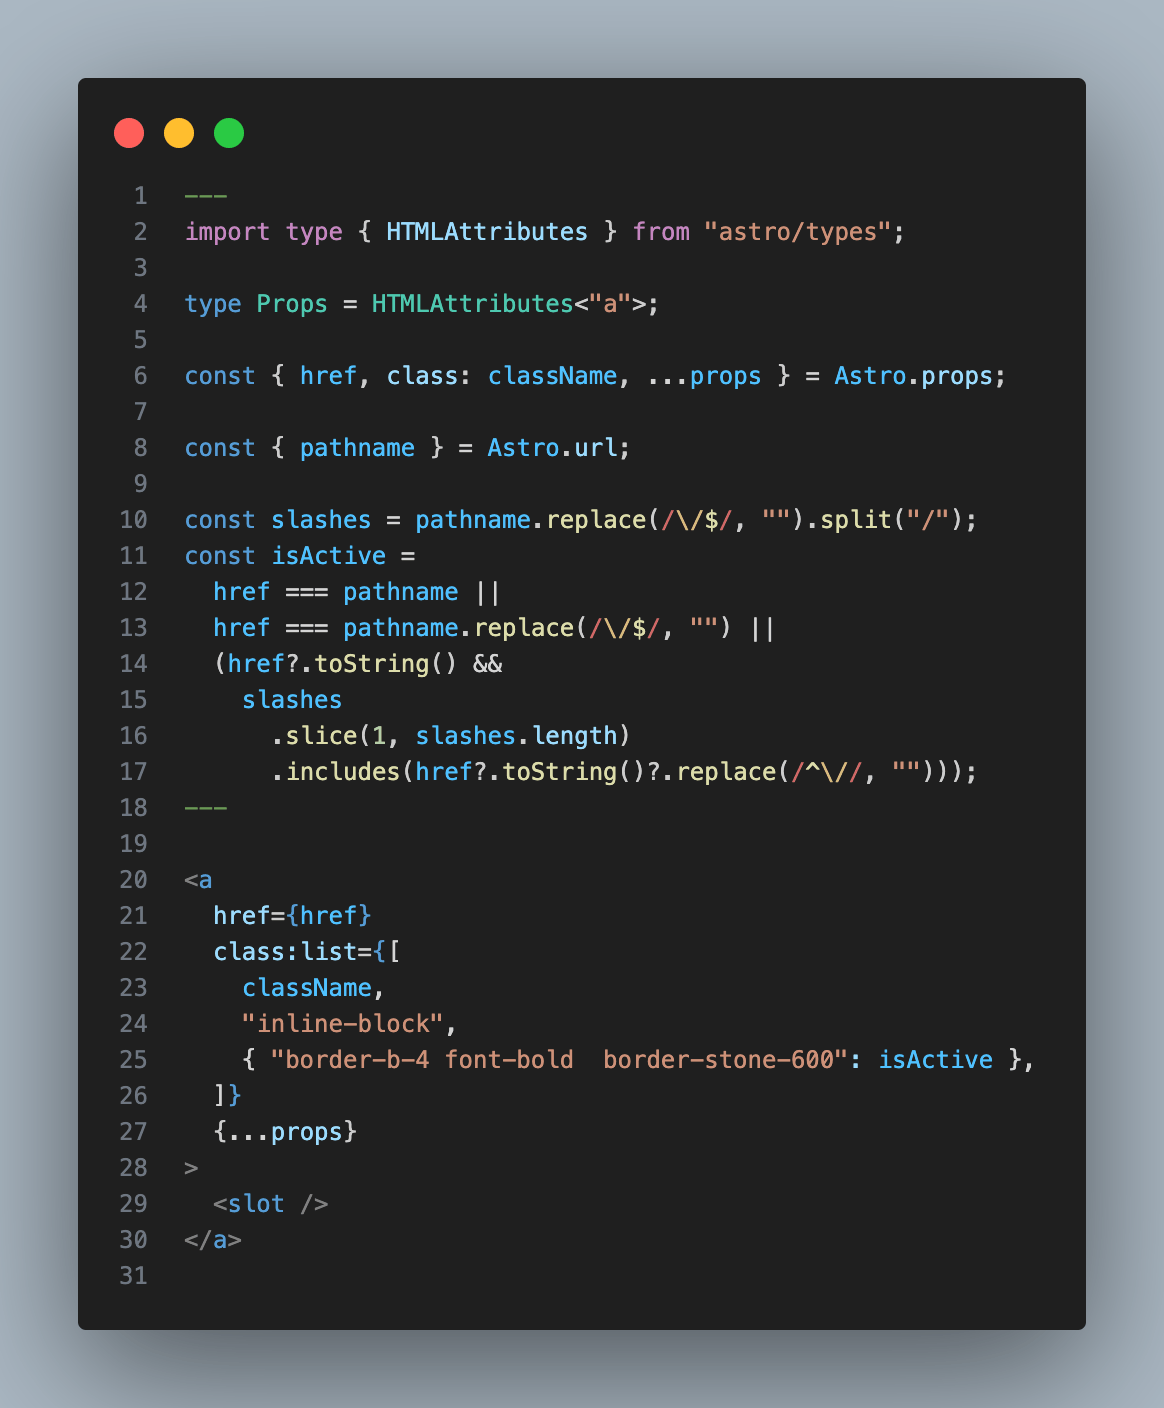 1 ---
2 import type { HTMLAttributes } from "astro/types";
3
4 type Props = HTMLAttributes<"a">;
5
6 const { href, class: className, ...props } = Astro.props;
7
8 const { pathname } = Astro.url;
9
10 const slashes = pathname.replace(/\/$/, "").split("/");
11 const isActive =
12   href === pathname ||
13   href === pathname.replace(/\/$/, "") ||
14   (href?.toString() &&
15     slashes
16       .slice(1, slashes.length)
17       .includes(href?.toString()?.replace(/^\//, "")));
18 ---
19
20 <a
21   href={href}
22   class:list={[
23     className,
24     "inline-block",
25     { "border-b-4 font-bold  border-stone-600": isActive },
26   ]}
27   {...props}
28 >
29   <slot />
30 </a>
31